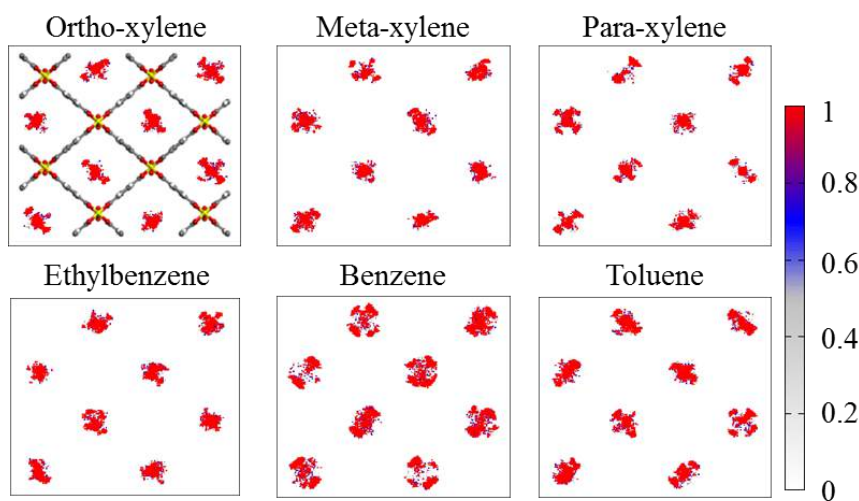 Ortho-xylene
Meta-xylene
Para-xylene
Ethylbenzene
Benzene
Toluene
1
0.8
0.6
0.4
0.2
0